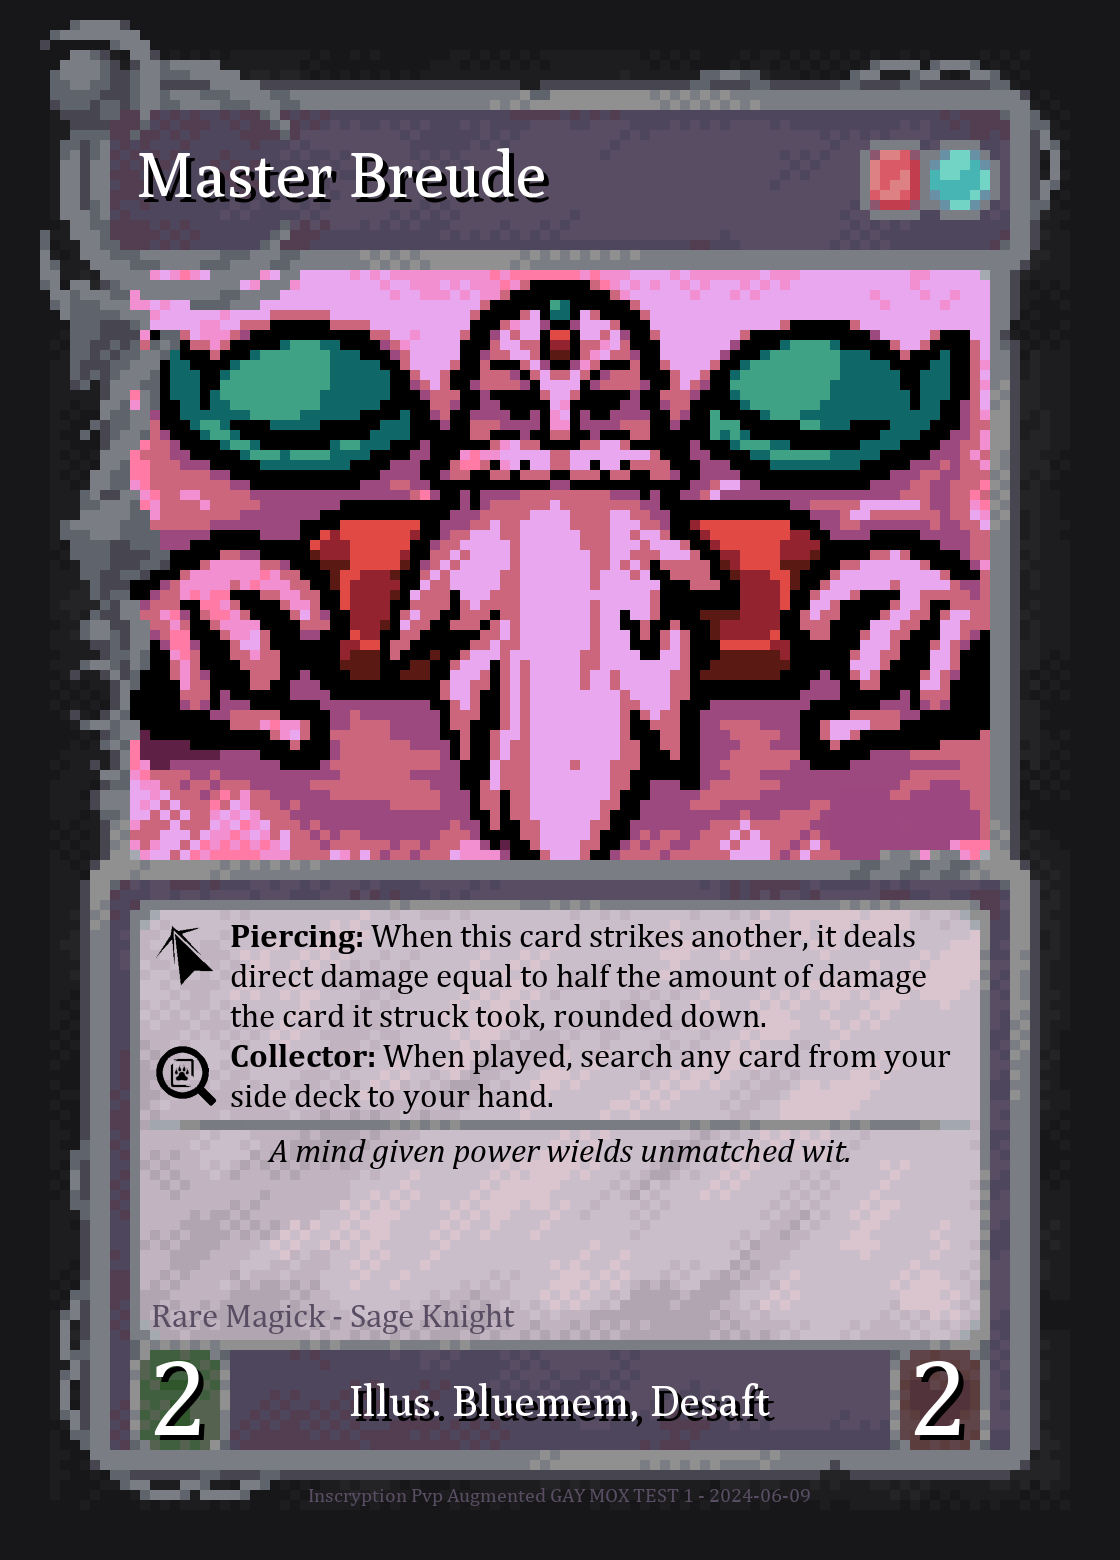 Master Breude
Piercing: When this card strikes another, it deals
direct damage equal to half the amount of damage
the card it struck took, rounded down.
Collector: When played, search any card from your
side deck to your hand.
A mind given power wields unmatched wit.
Rare Magick - Sage Knight
2
Illus. Bluemem, Desaft
2
Inscryption Pvp Augmented GAY MOX TEST 1 - 2024-06-09